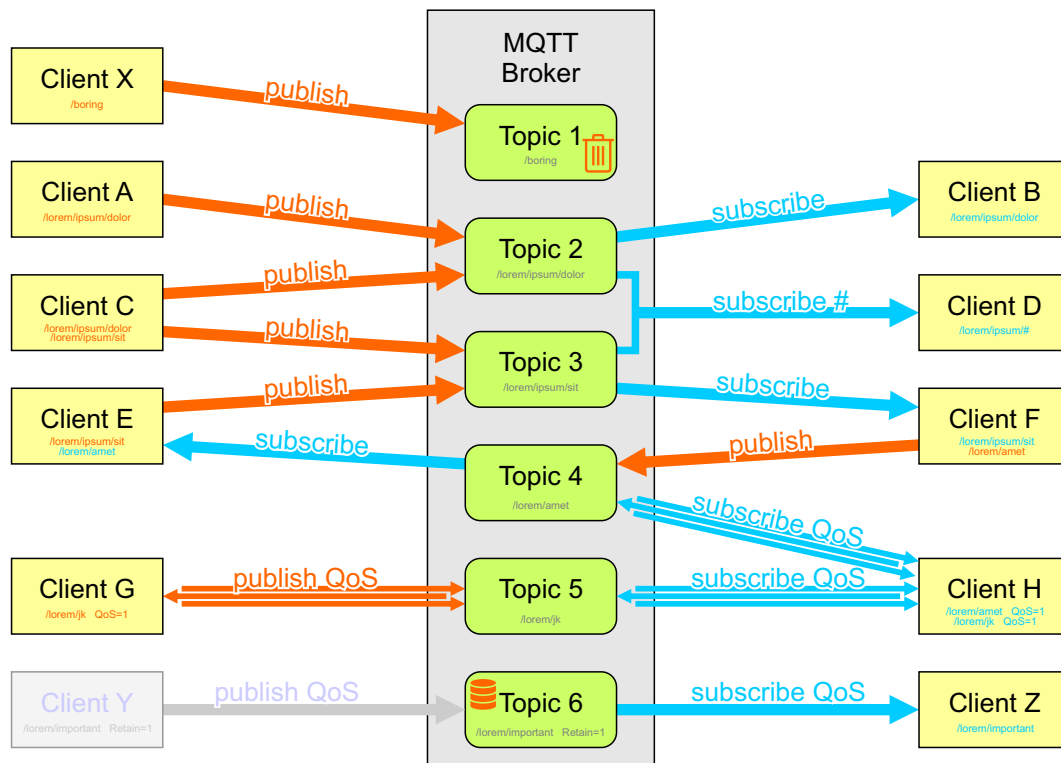 MQTT
Broker
Client X
/boring
publish
Topic 1
/boring
Client A
/lorem/ipsum/dolor
publish
Topic 2
/lorem/ipsum/dolor
subscribe
Client B
/lorem/ipsum/dolor
Client C
/lorem/ipsum/dolor
/lorem/ipsum/sit
publish
publish
subscribe #
Client D
/lorem/ipsum/#
Topic 3
/lorem/ipsum/sit
Client E
/lorem/ipsum/sit
/lorem/amet
publish
subscribe
subscribe
Client F
/lorem/ipsum/sit
/lorem/amet
publish
Topic 4
/lorem/amet
subscribe QoS
Client G
/lorem/jk QoS=1
publish QoS
Topic 5
/lorem/jk
subscribe QoS
Client H
/lorem/amet QoS=1
/lorem/jk QoS=1
Client Y
/lorem/important Retain=1
publish QoS
Topic 6
/lorem/important Retain=1
subscribe QoS
Client Z
/lorem/important